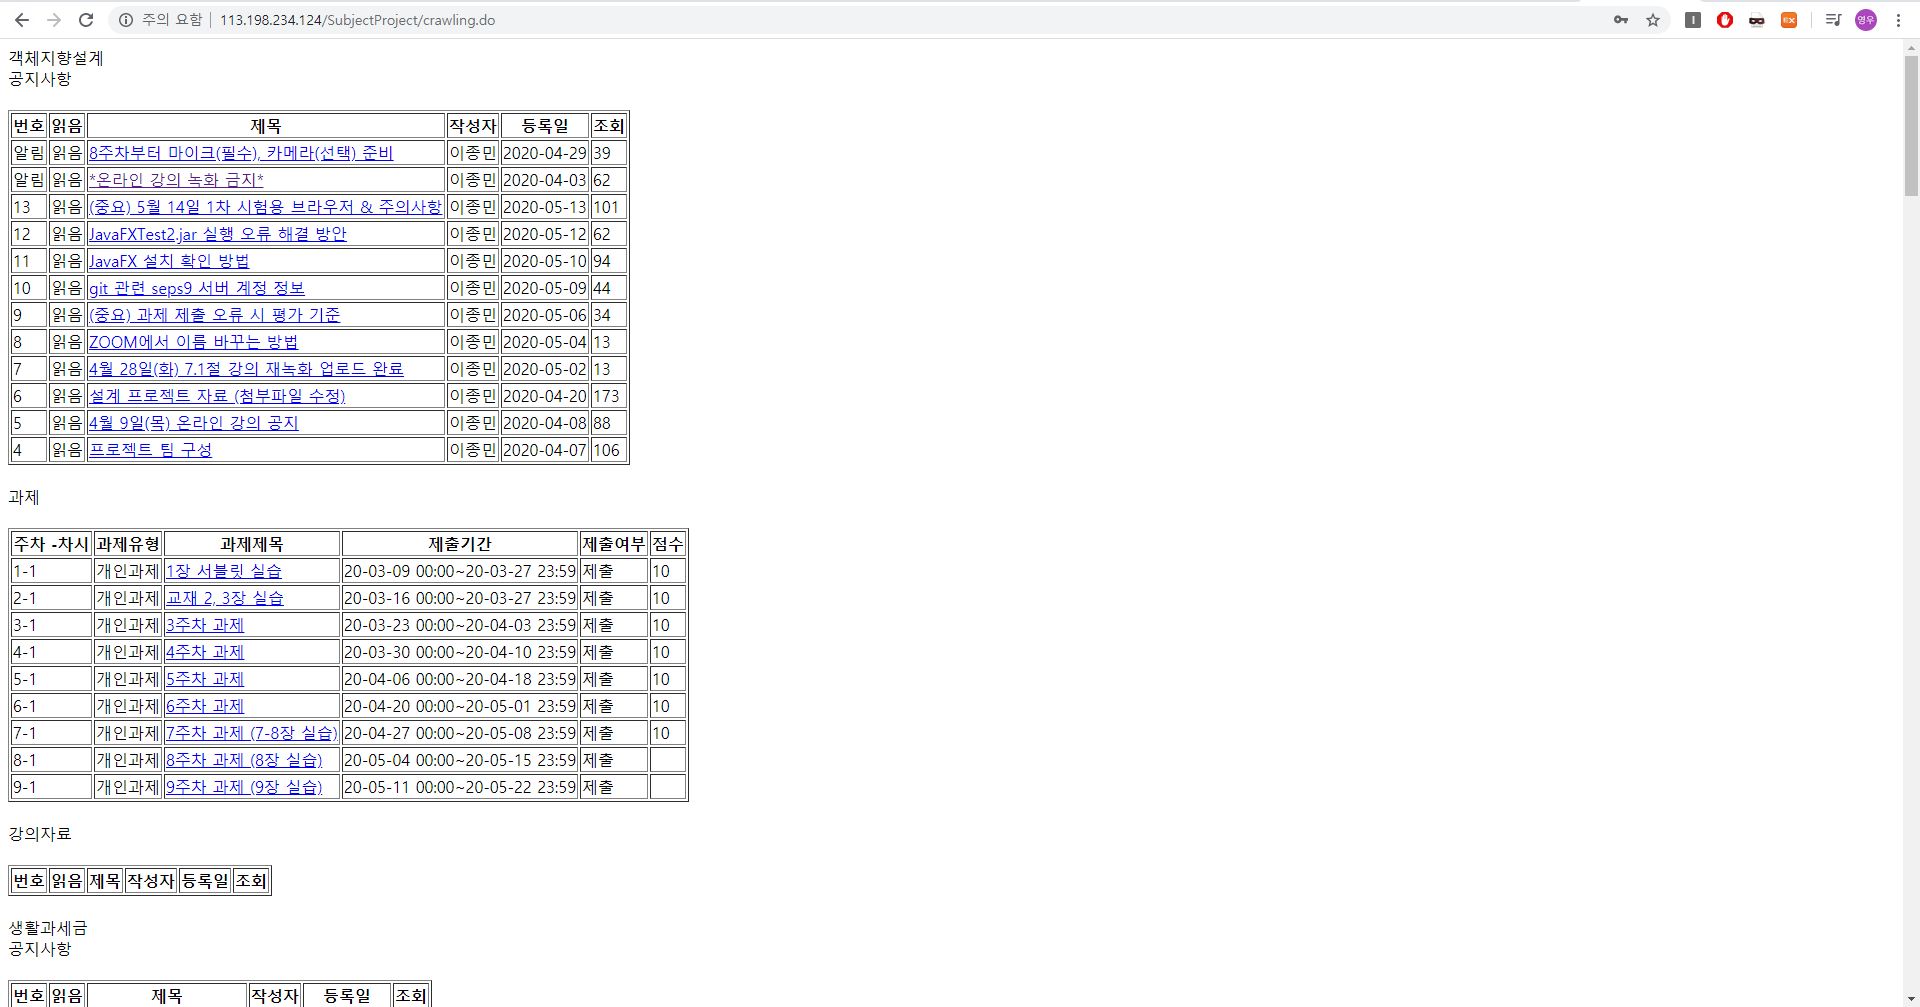 주의 요함 | 113.198.234.124/SubjectProject/crawling.do
영우
객체지향설계
공지사항
번호 읽음 제목 작성자 등록일 조회
알림 읽음 8주차부터 마이크(필수), 카메라(선택) 준비 이종민 2020-04-29 39
알림 읽음 *온라인 강의 녹화 금지* 이종민 2020-04-03 62
13 읽음 (중요) 5월 14일 1차 시험용 브라우저 & 주의사항 이종민 2020-05-13 101
12 읽음 JavaFXTest2.jar 실행 오류 해결 방안 이종민 2020-05-12 62
11 읽음 JavaFX 설치 확인 방법 이종민 2020-05-10 94
10 읽음 git 관련 seps9 서버 계정 정보 이종민 2020-05-09 44
9 읽음 (중요) 과제 제출 오류 시 평가 기준 이종민 2020-05-06 34
8 읽음 ZOOM에서 이름 바꾸는 방법 이종민 2020-05-04 13
7 읽음 4월 28일(화) 7.1절 강의 재녹화 업로드 완료 이종민 2020-05-02 13
6 읽음 설계 프로젝트 자료 (첨부파일 수정) 이종민 2020-04-20 173
5 읽음 4월 9일(목) 온라인 강의 공지 이종민 2020-04-08 88
4 읽음 프로젝트 팀 구성 이종민 2020-04-07 106
과제
주차 -차시 과제유형 과제제목 제출기간 제출여부 점수
1-1 개인과제 1장 서블릿 실습 20-03-09 00:00~20-03-27 23:59 제출 10
2-1 개인과제 교재 2, 3장 실습 20-03-16 00:00~20-03-27 23:59 제출 10
3-1 개인과제 3주차 과제 20-03-23 00:00~20-04-03 23:59 제출 10
4-1 개인과제 4주차 과제 20-03-30 00:00~20-04-10 23:59 제출 10
5-1 개인과제 5주차 과제 20-04-06 00:00~20-04-18 23:59 제출 10
6-1 개인과제 6주차 과제 20-04-20 00:00~20-05-01 23:59 제출 10
7-1 개인과제 7주차 과제 (7-8장 실습) 20-04-27 00:00~20-05-08 23:59 제출 10
8-1 개인과제 8주차 과제 (8장 실습) 20-05-04 00:00~20-05-15 23:59 제출
9-1 개인과제 9주차 과제 (9장 실습) 20-05-11 00:00~20-05-22 23:59 제출
강의자료
번호 읽음 제목 작성자 등록일 조회
생활과세금
공지사항
번호 읽음 제목 작성자 등록일 조회